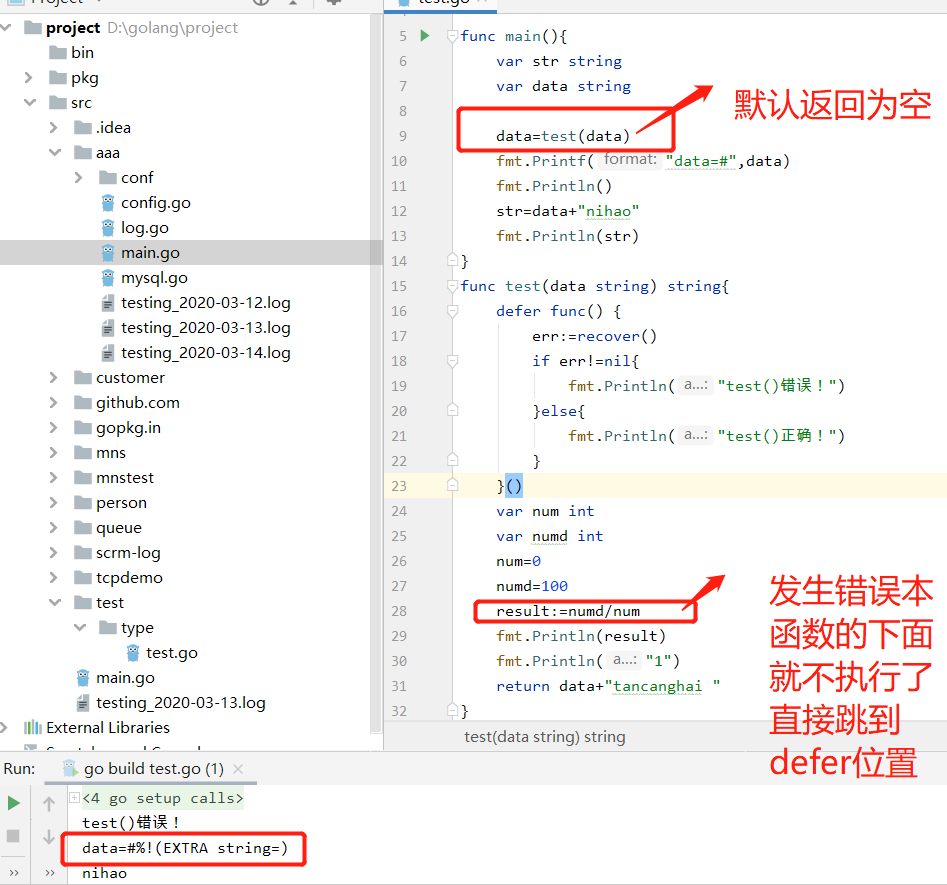 project D:\golang\project
bin
pkg
src
.idea
aaa
conf
config.go
log.go
main.go
mysql.go
testing_2020-03-12.log
testing_2020-03-13.log
testing_2020-03-14.log
customer
github.com
gopkg.in
mns
mnstest
person
queue
scrm-log
tcpdemo
test
type
test.go
main.go
testing_2020-03-13.log
External Libraries
test.go
5 func main(){
6 var str string
7 var data string
8
9 data=test(data)
10 fmt.Printf( format: "data=#",data)
11 fmt.Println()
12 str=data+"nihao"
13 fmt.Println(str)
14 }
15 func test(data string) string{
16 defer func() {
17 err:=recover()
18 if err!=nil{
19 fmt.Println( a...: "test()错误！")
20 }else{
21 fmt.Println( a...: "test()正确！")
22 }
23 }()
24 var num int
25 var numd int
26 num=0
27 numd=100
28 result:=numd/num
29 fmt.Println(result)
30 fmt.Println( a...: "1")
31 return data+"tancanghai "
32 }
test(data string) string
默认返回为空
发生错误本
函数的下面
就不执行了
直接跳到
defer位置
Run: go build test.go (1)
<4 go setup calls>
test()错误！
data=#%!(EXTRA string=)
nihao